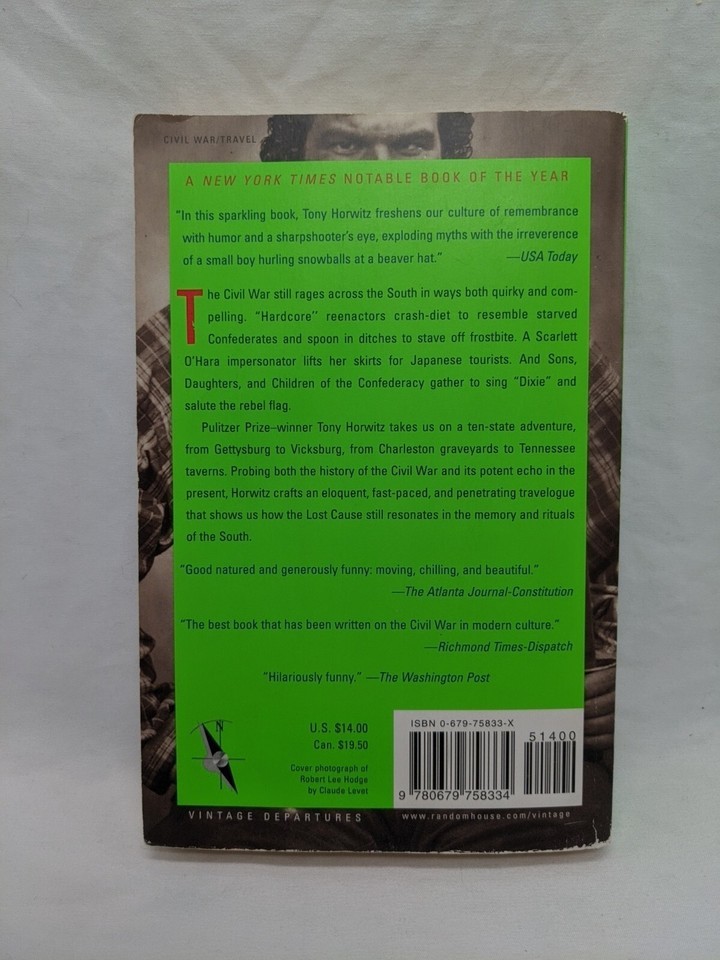 CIVIL WAR/TRAVEL
A NEW YORK TIMES NOTABLE BOOK OF THE YEAR
"In this sparkling book, Tony Horwitz freshens our culture of remembrance
with humor and a sharpshooter's eye, exploding myths with the irreverence
of a small boy hurling snowballs at a beaver hat." —USA Today
The Civil War still rages across the South in ways both quirky and com-
pelling. "Hardcore" reenactors crash-diet to resemble starved
Confederates and spoon in ditches to stave off frostbite. A Scarlett
O'Hara impersonator lifts her skirts for Japanese tourists. And Sons,
Daughters, and Children of the Confederacy gather to sing "Dixie" and
salute the rebel flag.
Pulitzer Prize–winner Tony Horwitz takes us on a ten-state adventure,
from Gettysburg to Vicksburg, from Charleston graveyards to Tennessee
taverns. Probing both the history of the Civil War and its potent echo in the
present, Horwitz crafts an eloquent, fast-paced, and penetrating travelogue
that shows us how the Lost Cause still resonates in the memory and rituals
of the South.
"Good natured and generously funny: moving, chilling, and beautiful."
—The Atlanta Journal-Constitution
"The best book that has been written on the Civil War in modern culture."
—Richmond Times-Dispatch
"Hilariously funny." —The Washington Post
N
U.S. $14.00
Can. $19.50
Cover photograph of
Robert Lee Hodge
by Claude Levet
ISBN 0-679-75833-X
51400
9 780679 758334
VINTAGE DEPARTURES
www.randomhouse.com/vintage